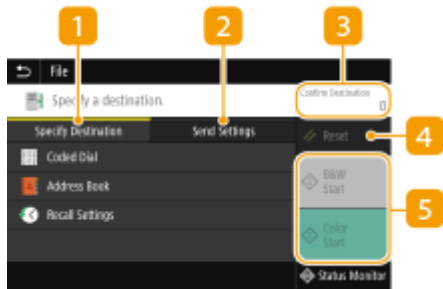 1
2
3
File
Specify a destination.
Confirm Destination
0
Specify Destination
Send Settings
Reset
4
Coded Dial
B&W
Start
Address Book
5
Recall Settings
Color
Start
Status Monitor